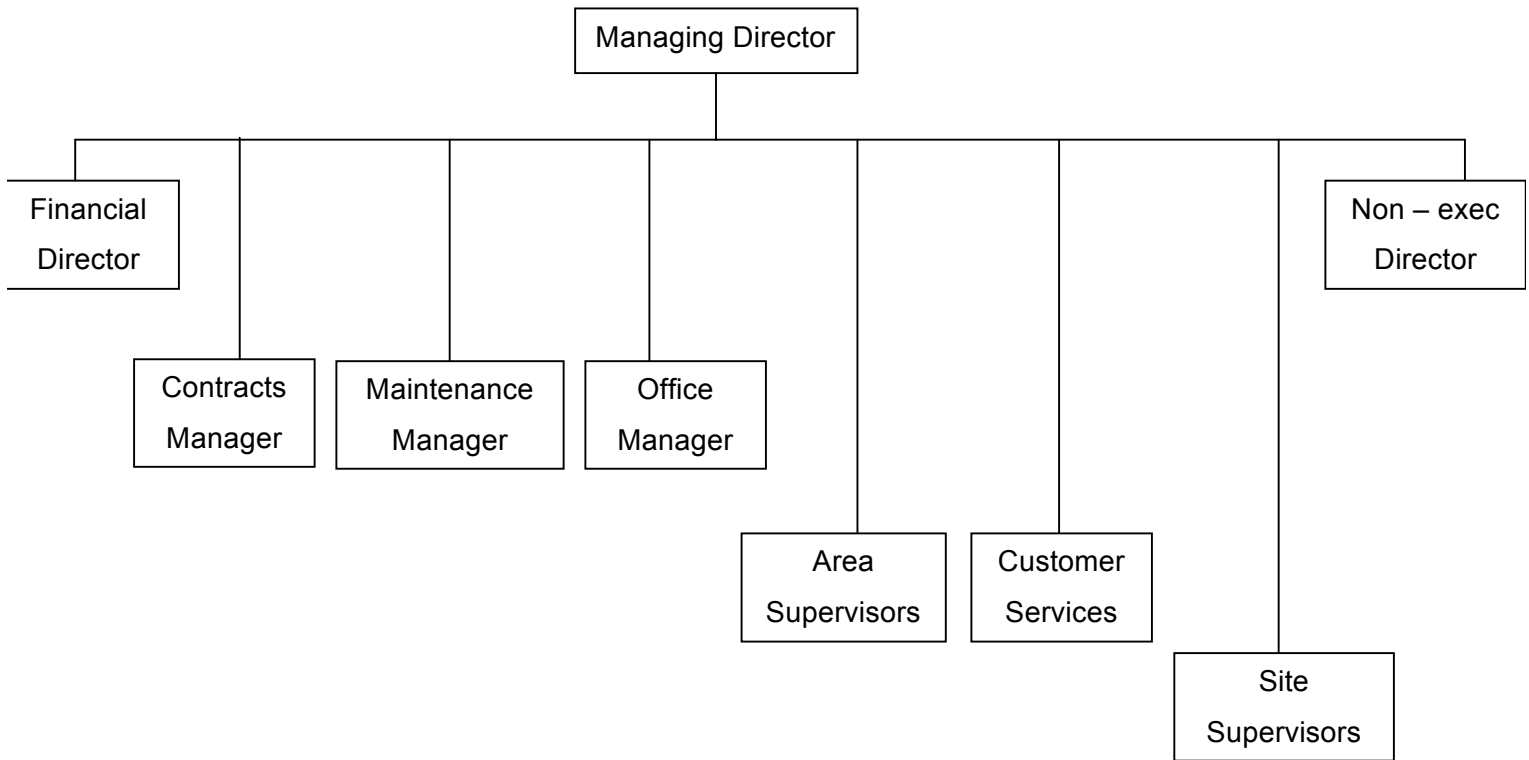 Managing Director
Financial
Director
Non – exec
Director
Contracts
Manager
Maintenance
Manager
Office
Manager
Area
Supervisors
Customer
Services
Site
Supervisors